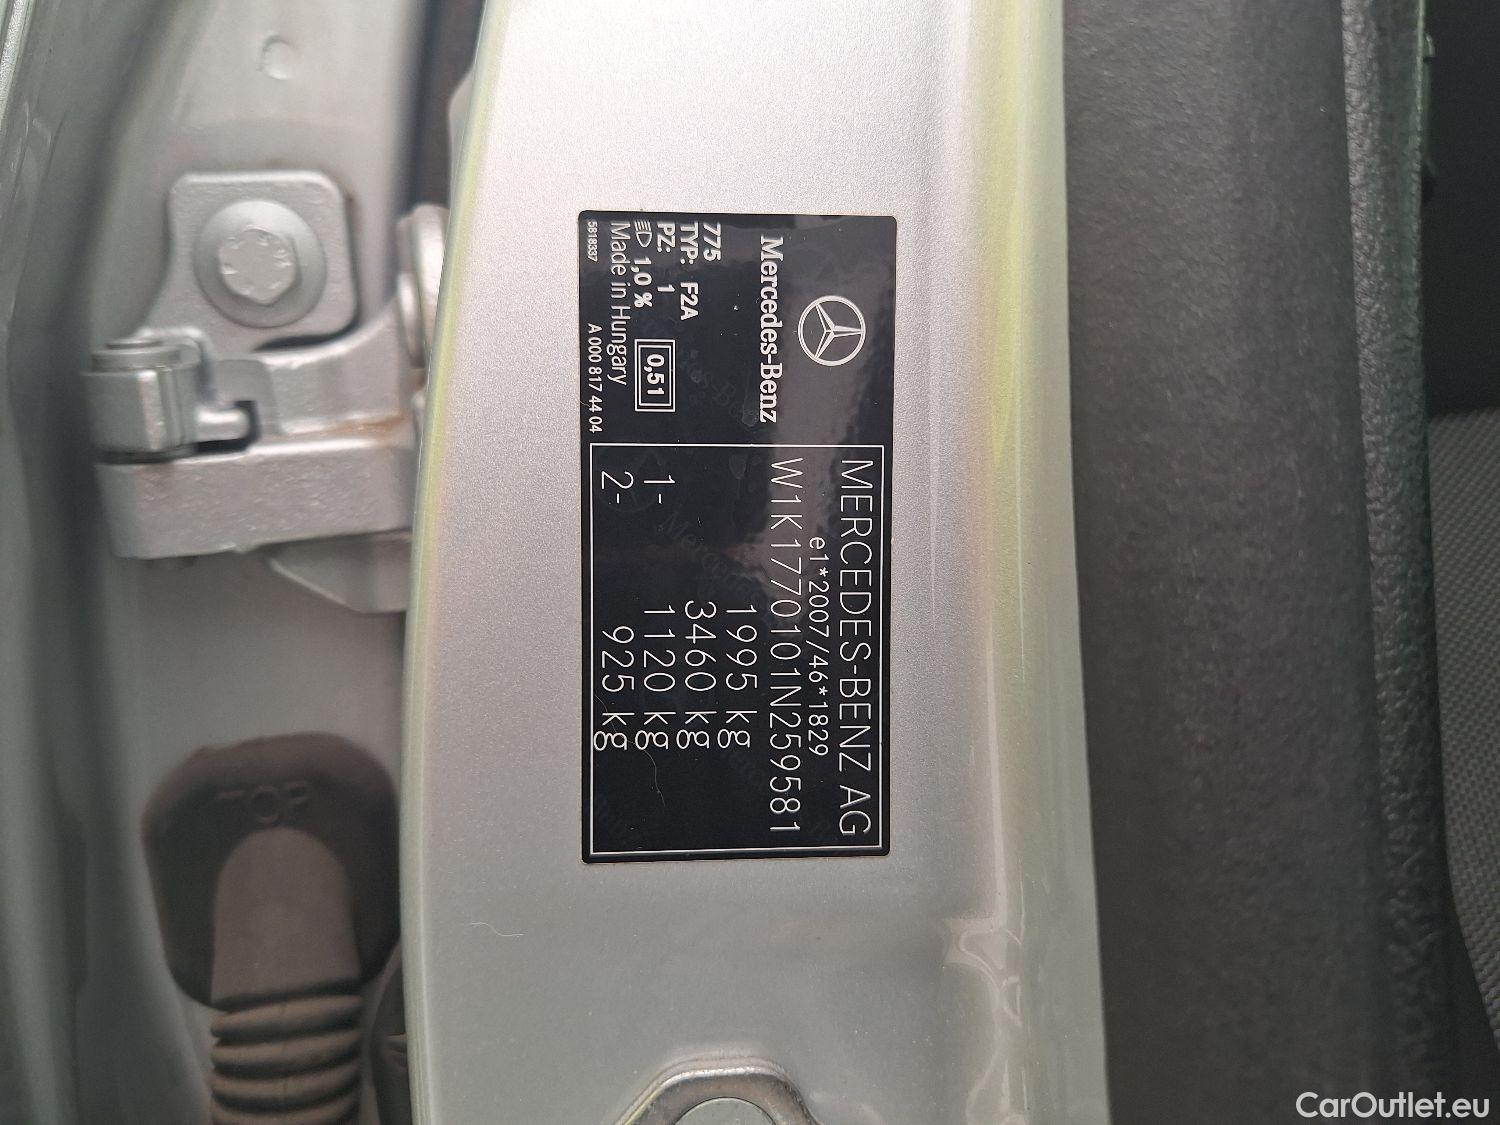 Mercedes-Benz
775
TYP: F2A
PZ: 1
1,0 %
0,51
Made in Hungary
5818337
A 000 817 44 04
MERCEDES-BENZ AG
e1*2007/46*1829
W1K1770101N259581
1995 kg
3460 kg
1- 1120 kg
2- 925 kg
TOP
CarOutlet.eu